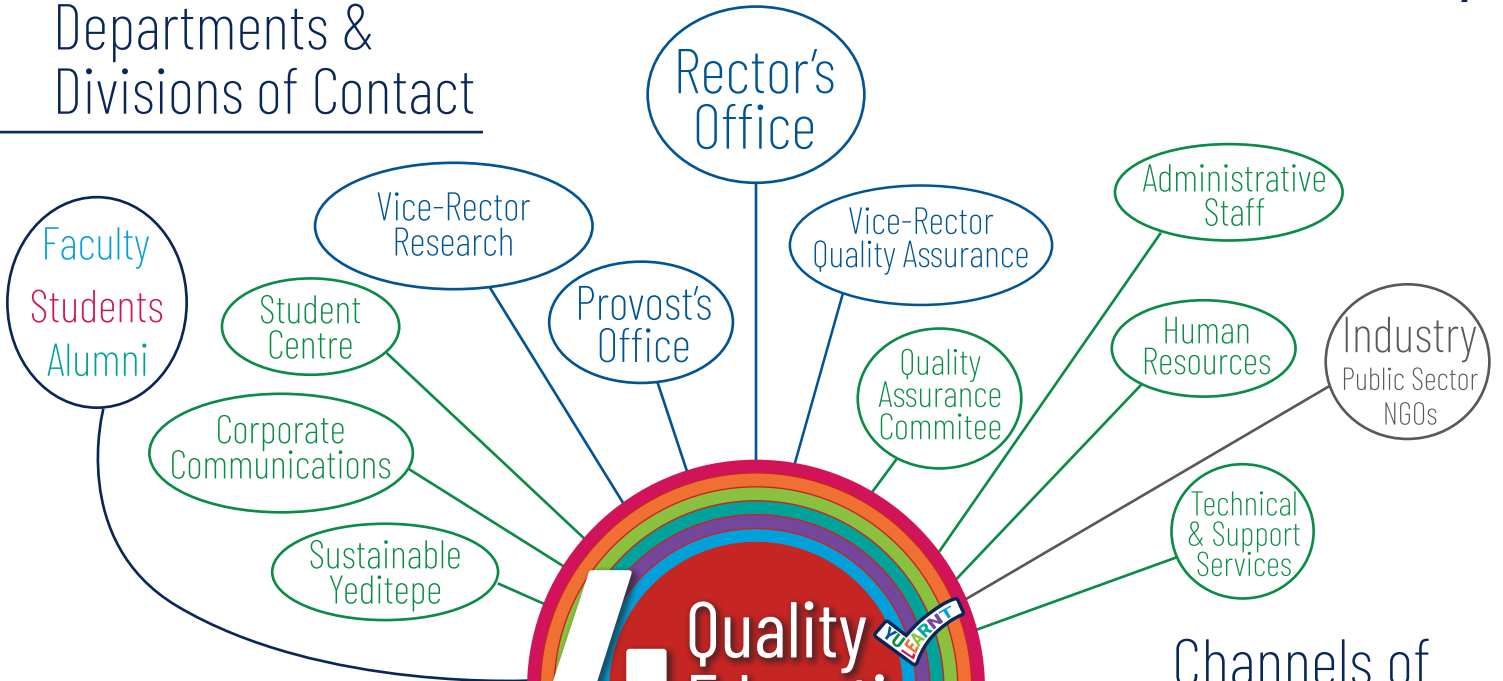 Departments &
Divisions of Contact
Rector's
Office
Vice-Rector
Research
Provost's
Office
Vice-Rector
Quality Assurance
Administrative
Staff
Faculty
Students
Alumni
Student
Centre
Corporate
Communications
Sustainable
Yeditepe
Quality
Assurance
Commitee
Human
Resources
Industry
Public Sector
NGOs
Technical
& Support
Services
4
Quality
YU
LEARNT
Channels of